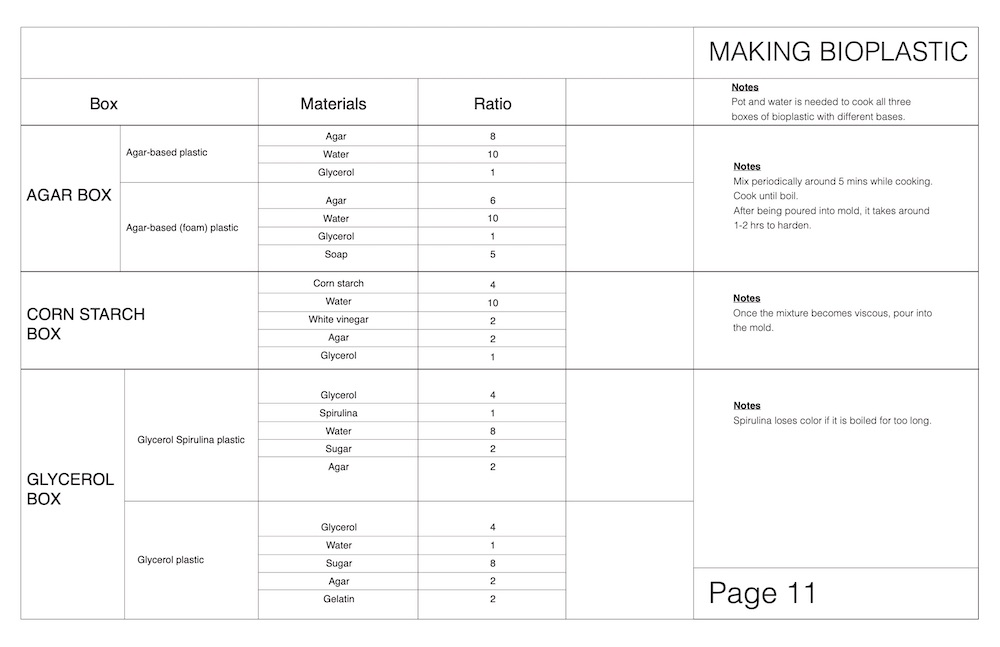 MAKING BIOPLASTIC
Box Materials Ratio
Notes
Pot and water is needed to cook all three
boxes of bioplastic with different bases.
AGAR BOX
Agar-based plastic
Agar 8
Water 10
Glycerol 1
Agar-based (foam) plastic
Agar 6
Water 10
Glycerol 1
Soap 5
Notes
Mix periodically around 5 mins while cooking.
Cook until boil.
After being poured into mold, it takes around
1-2 hrs to harden.
CORN STARCH
BOX
Corn starch 4
Water 10
White vinegar 2
Agar 2
Glycerol 1
Notes
Once the mixture becomes viscous, pour into
the mold.
GLYCEROL
BOX
Glycerol Spirulina plastic
Glycerol 4
Spirulina 1
Water 8
Sugar 2
Agar 2
Notes
Spirulina loses color if it is boiled for too long.
Glycerol plastic
Glycerol 4
Water 1
Sugar 8
Agar 2
Gelatin 2
Page 11